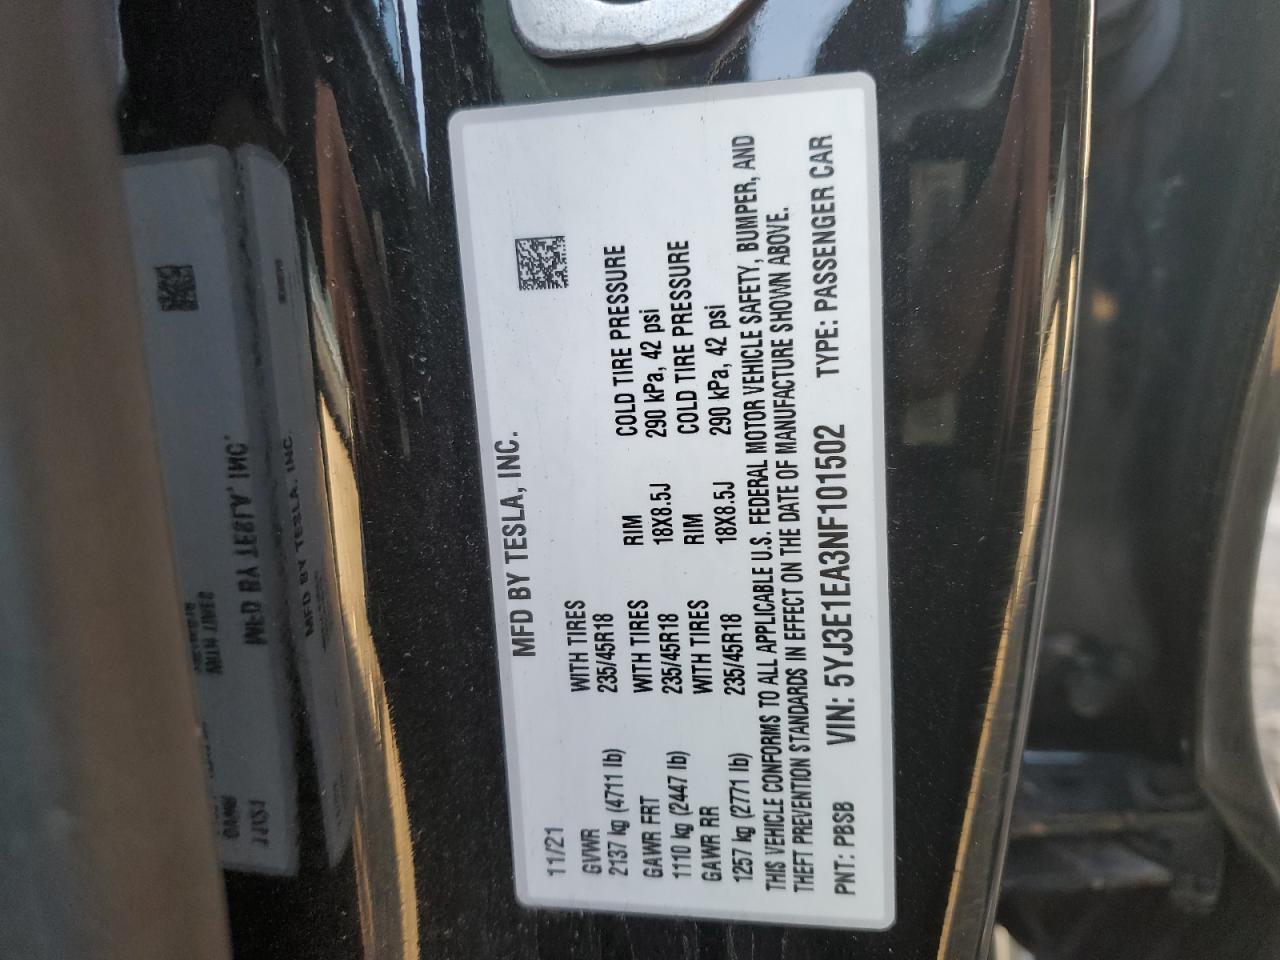 MFD BY TESLA, INC.
11/21
GVWR WITH TIRES RIM COLD TIRE PRESSURE
2137 kg (4711 lb) 235/45R18 18X8.5J 290 kPa, 42 psi
GAWR FRT WITH TIRES RIM COLD TIRE PRESSURE
1110 kg (2447 lb) 235/45R18 18X8.5J 290 kPa, 42 psi
GAWR RR WITH TIRES
1257 kg (2771 lb) 235/45R18
THIS VEHICLE CONFORMS TO ALL APPLICABLE U.S. FEDERAL MOTOR VEHICLE SAFETY, BUMPER, AND
THEFT PREVENTION STANDARDS IN EFFECT ON THE DATE OF MANUFACTURE SHOWN ABOVE.
PNT: PBSB VIN: 5YJ3E1EA3NF101502 TYPE: PASSENGER CAR
MFD BY TESLA, INC.